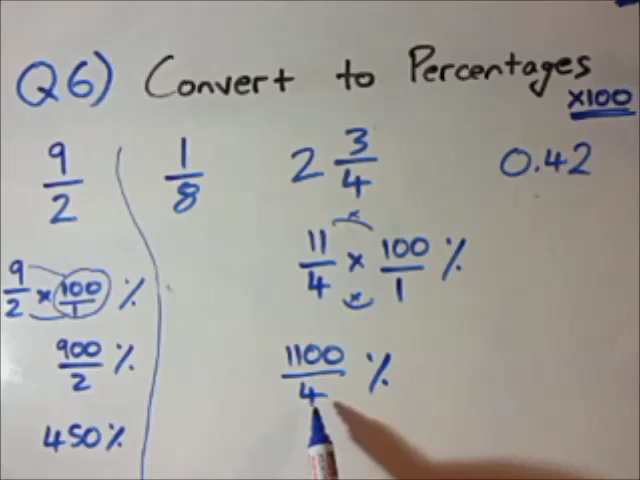 Q6) Convert to Percentages
×100
9/2
1/8
2 3/4
0.42
9/2 × 100/1 %
11/4 × 100/1 %
900/2 %
1100/4 %
450%